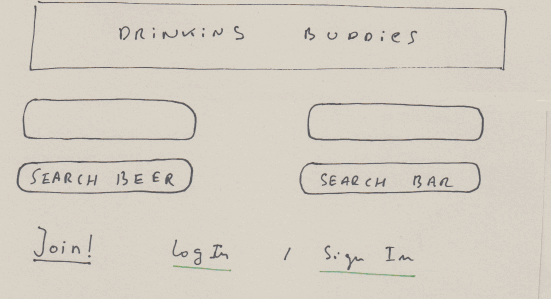 DRINKING BUDDIES
SEARCH BEER SEARCH BAR
Join! Log In / Sign In